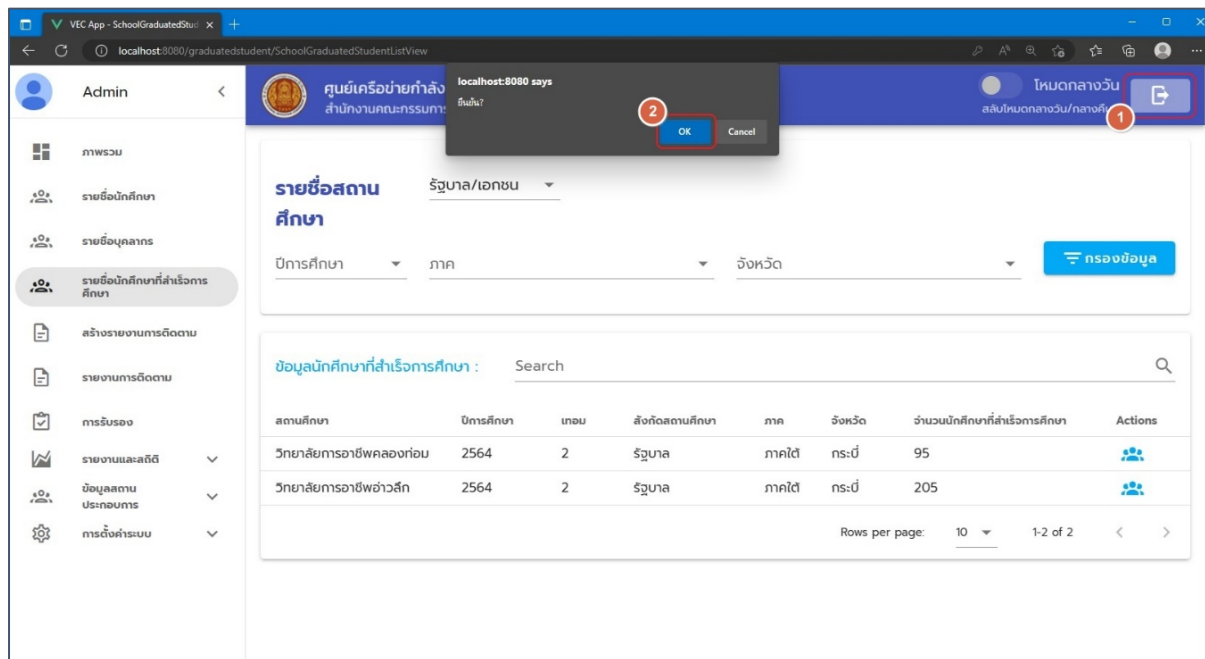 VEC App - SchoolGraduatedStud
localhost:8080/graduatedstudent/SchoolGraduatedStudentListView
Admin
ศูนย์เครือข่ายกำลัง
สำนักงานคณะกรรมการ
localhost:8080 says
ยืนยัน?
2
OK Cancel
โหมดกลางวัน
สลับโหมดกลางวัน/กลางคืน
1
ภาพรวม
รายชื่อนักศึกษา
รายชื่อบุคลากร
รายชื่อนักศึกษาที่สำเร็จการ
ศึกษา
สร้างรายงานการติดตาม
รายงานการติดตาม
การรับรอง
รายงานและสถิติ
ข้อมูลสถาน
ประกอบการ
การตั้งค่าระบบ
รายชื่อสถาน
ศึกษา
รัฐบาล/เอกชน
ปีการศึกษา ภาค จังหวัด กรองข้อมูล
ข้อมูลนักศึกษาที่สำเร็จการศึกษา : Search
สถานศึกษา ปีการศึกษา เทอม สังกัดสถานศึกษา ภาค จังหวัด จำนวนนักศึกษาที่สำเร็จการศึกษา Actions
วิทยาลัยการอาชีพคลองท่อม 2564 2 รัฐบาล ภาคใต้ กระบี่ 95
วิทยาลัยการอาชีพอ่าวลึก 2564 2 รัฐบาล ภาคใต้ กระบี่ 205
Rows per page: 10 1-2 of 2